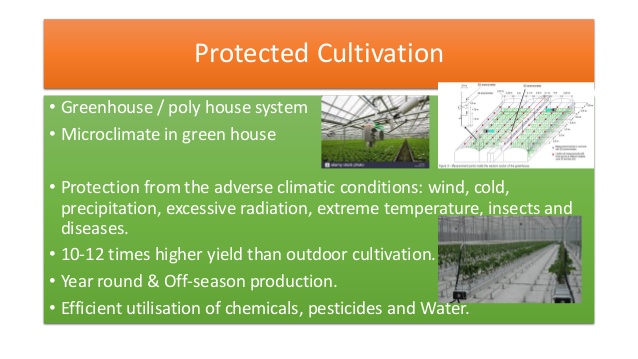 Protected Cultivation
• Greenhouse / poly house system
• Microclimate in green house
• Protection from the adverse climatic conditions: wind, cold,
precipitation, excessive radiation, extreme temperature, insects and
diseases.
• 10-12 times higher yield than outdoor cultivation.
• Year round & Off-season production.
• Efficient utilisation of chemicals, pesticides and Water.